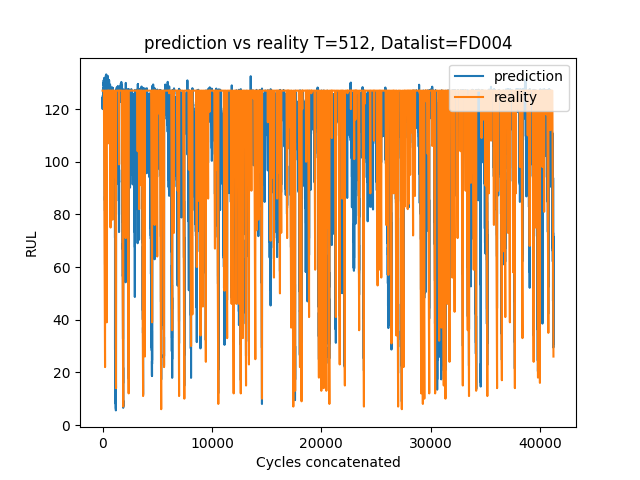 prediction vs reality T=512, Datalist=FD004
prediction
reality
RUL
120
100
80
60
40
20
0
0 10000 20000 30000 40000
Cycles concatenated